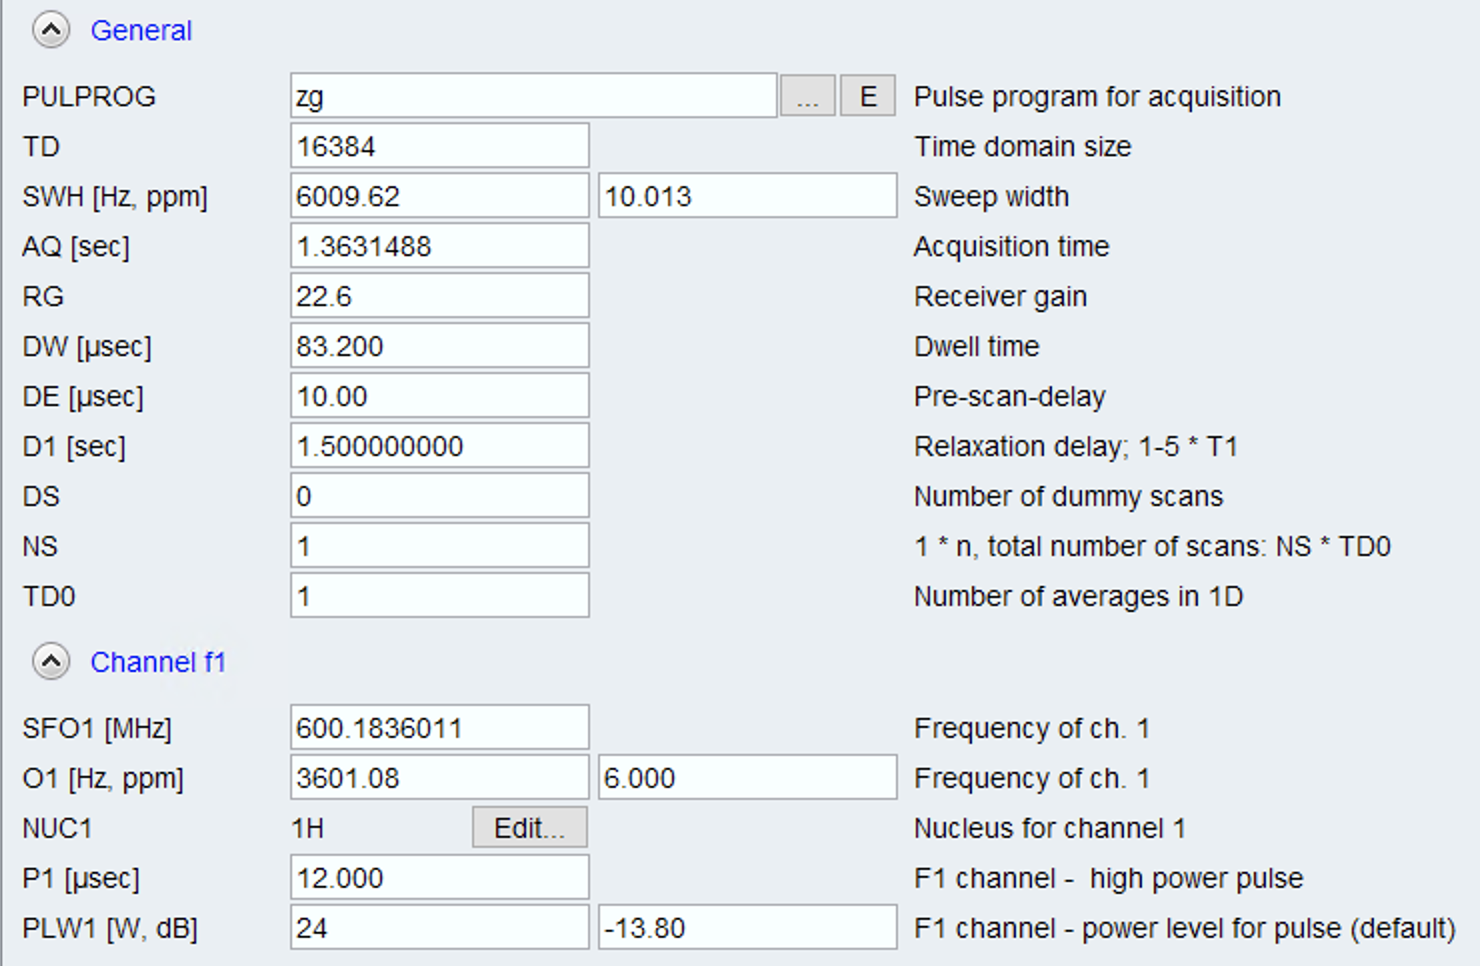 General
PULPROG zg ... E Pulse program for acquisition
TD 16384 Time domain size
SWH [Hz, ppm] 6009.62 10.013 Sweep width
AQ [sec] 1.3631488 Acquisition time
RG 22.6 Receiver gain
DW [µsec] 83.200 Dwell time
DE [µsec] 10.00 Pre-scan-delay
D1 [sec] 1.500000000 Relaxation delay; 1-5 * T1
DS 0 Number of dummy scans
NS 1 1 * n, total number of scans: NS * TD0
TD0 1 Number of averages in 1D
Channel f1
SFO1 [MHz] 600.1836011 Frequency of ch. 1
O1 [Hz, ppm] 3601.08 6.000 Frequency of ch. 1
NUC1 1H Edit... Nucleus for channel 1
P1 [µsec] 12.000 F1 channel - high power pulse
PLW1 [W, dB] 24 -13.80 F1 channel - power level for pulse (default)